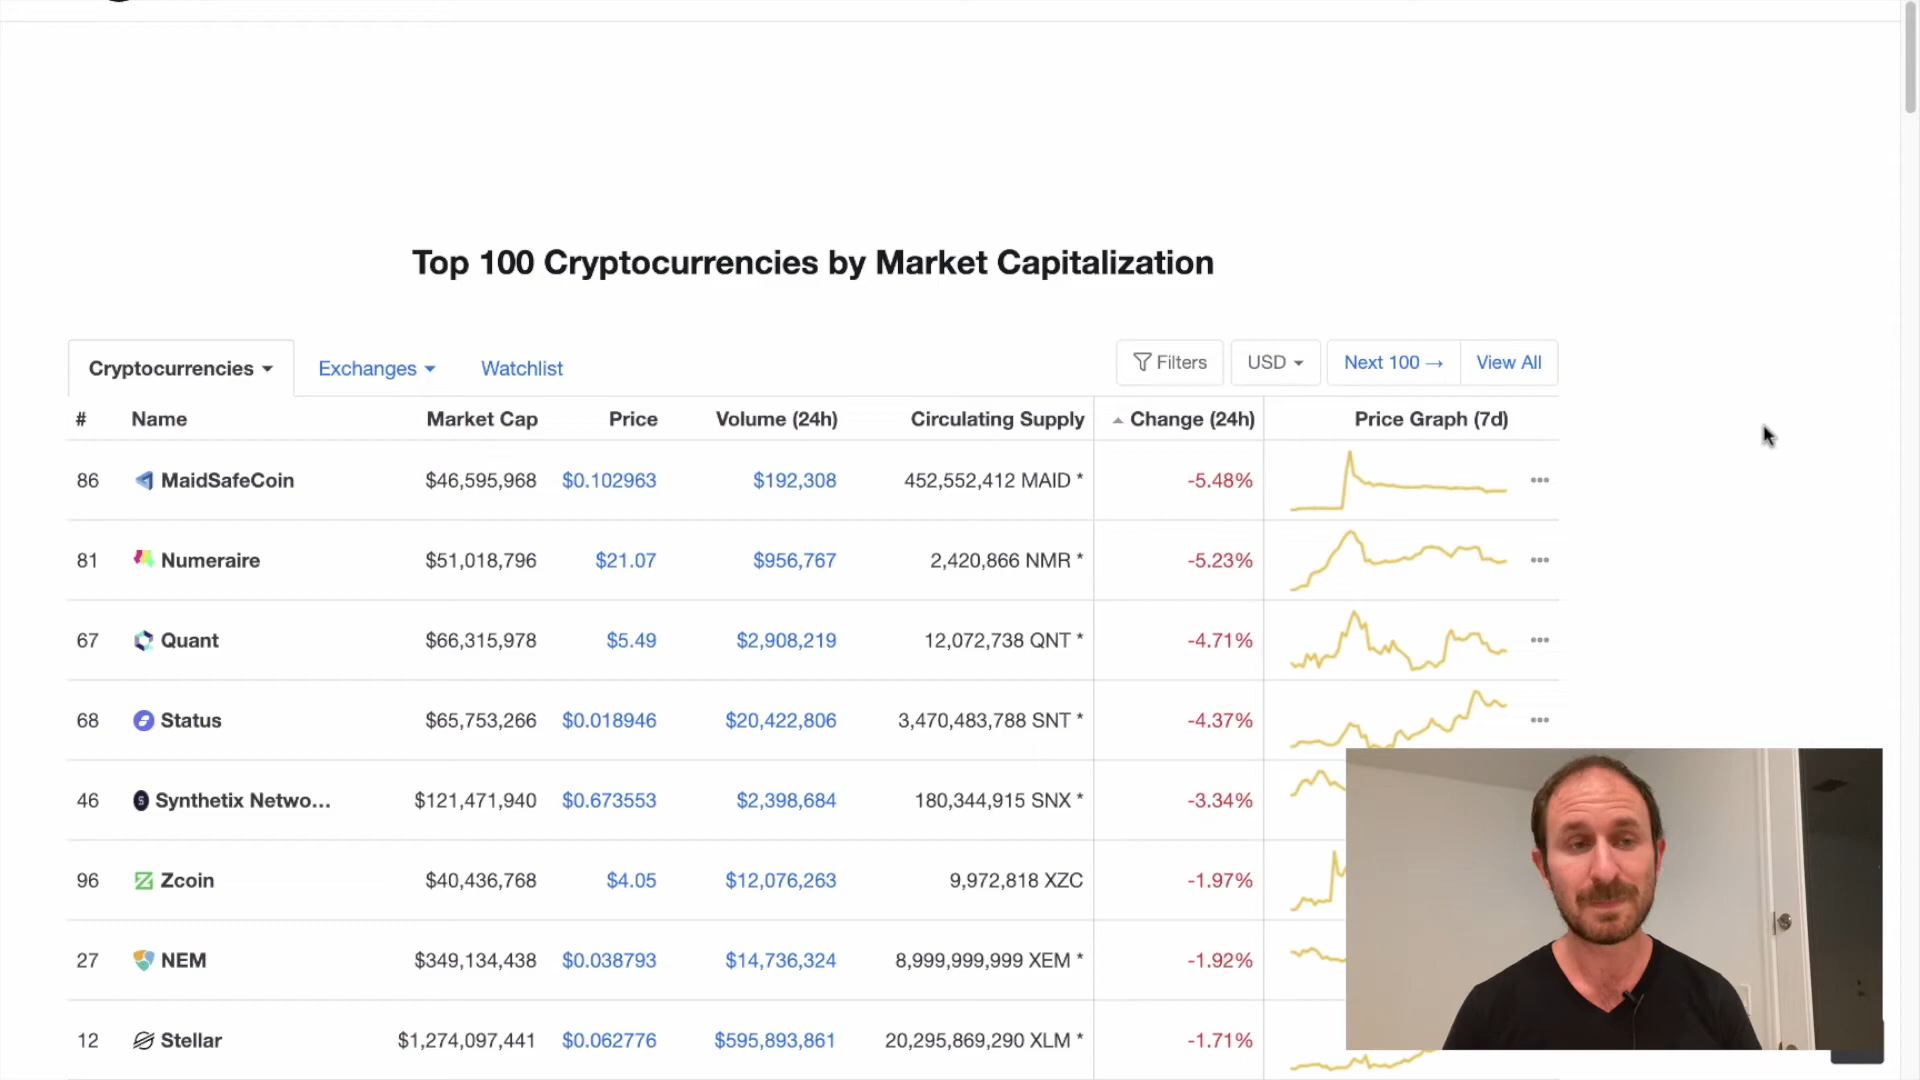 Top 100 Cryptocurrencies by Market Capitalization
Cryptocurrencies Exchanges Watchlist Filters USD Next 100 → View All
# Name Market Cap Price Volume (24h) Circulating Supply Change (24h) Price Graph (7d)
86 MaidSafeCoin $46,595,968 $0.102963 $192,308 452,552,412 MAID * -5.48%
81 Numeraire $51,018,796 $21.07 $956,767 2,420,866 NMR * -5.23%
67 Quant $66,315,978 $5.49 $2,908,219 12,072,738 QNT * -4.71%
68 Status $65,753,266 $0.018946 $20,422,806 3,470,483,788 SNT * -4.37%
46 Synthetix Netwo... $121,471,940 $0.673553 $2,398,684 180,344,915 SNX * -3.34%
96 Zcoin $40,436,768 $4.05 $12,076,263 9,972,818 XZC -1.97%
27 NEM $349,134,438 $0.038793 $14,736,324 8,999,999,999 XEM * -1.92%
12 Stellar $1,274,097,441 $0.062776 $595,893,861 20,295,869,290 XLM * -1.71%